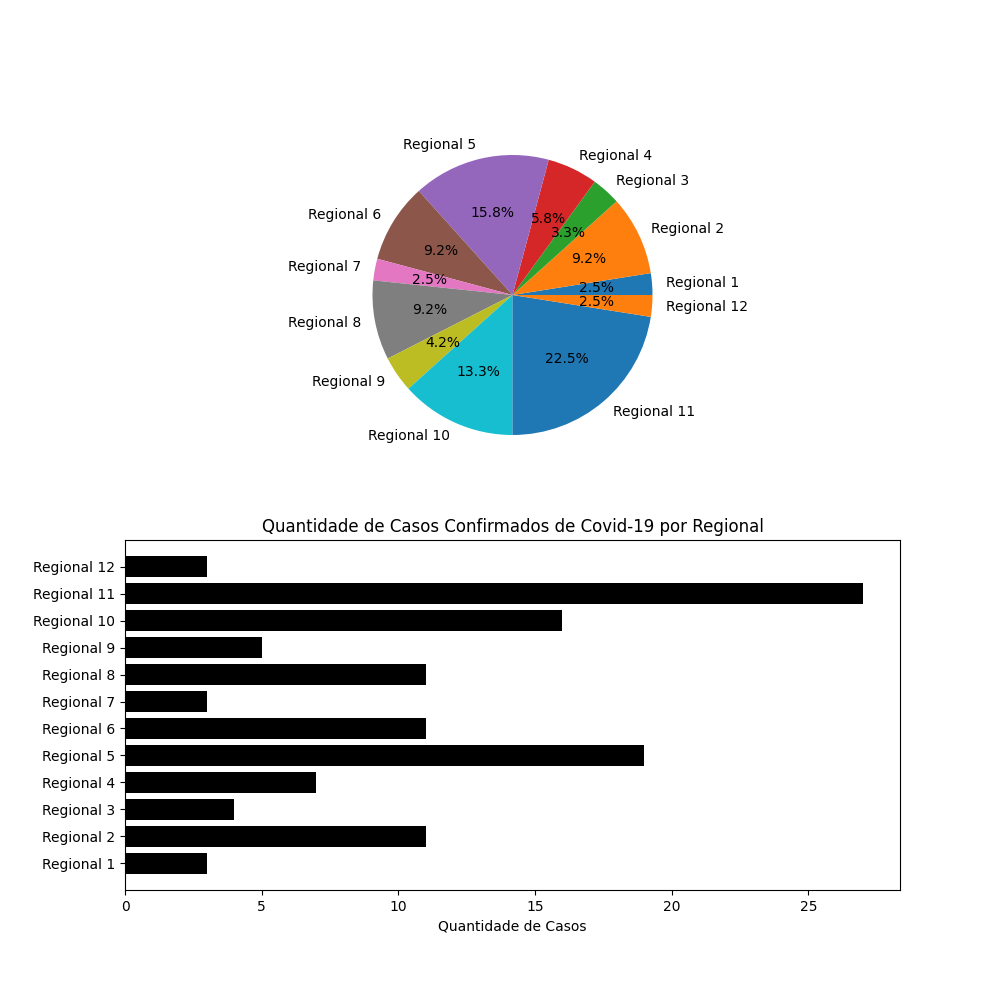 Regional 5
Regional 4
Regional 3
Regional 6
15.8%
5.8%
3.3%
Regional 2
9.2%
9.2%
Regional 7
2.5%
2.5%
Regional 1
2.5%
Regional 12
Regional 8
9.2%
4.2%
22.5%
Regional 9
13.3%
Regional 11
Regional 10
Quantidade de Casos Confirmados de Covid-19 por Regional
Regional 12
Regional 11
Regional 10
Regional 9
Regional 8
Regional 7
Regional 6
Regional 5
Regional 4
Regional 3
Regional 2
Regional 1
0 5 10 15 20 25
Quantidade de Casos